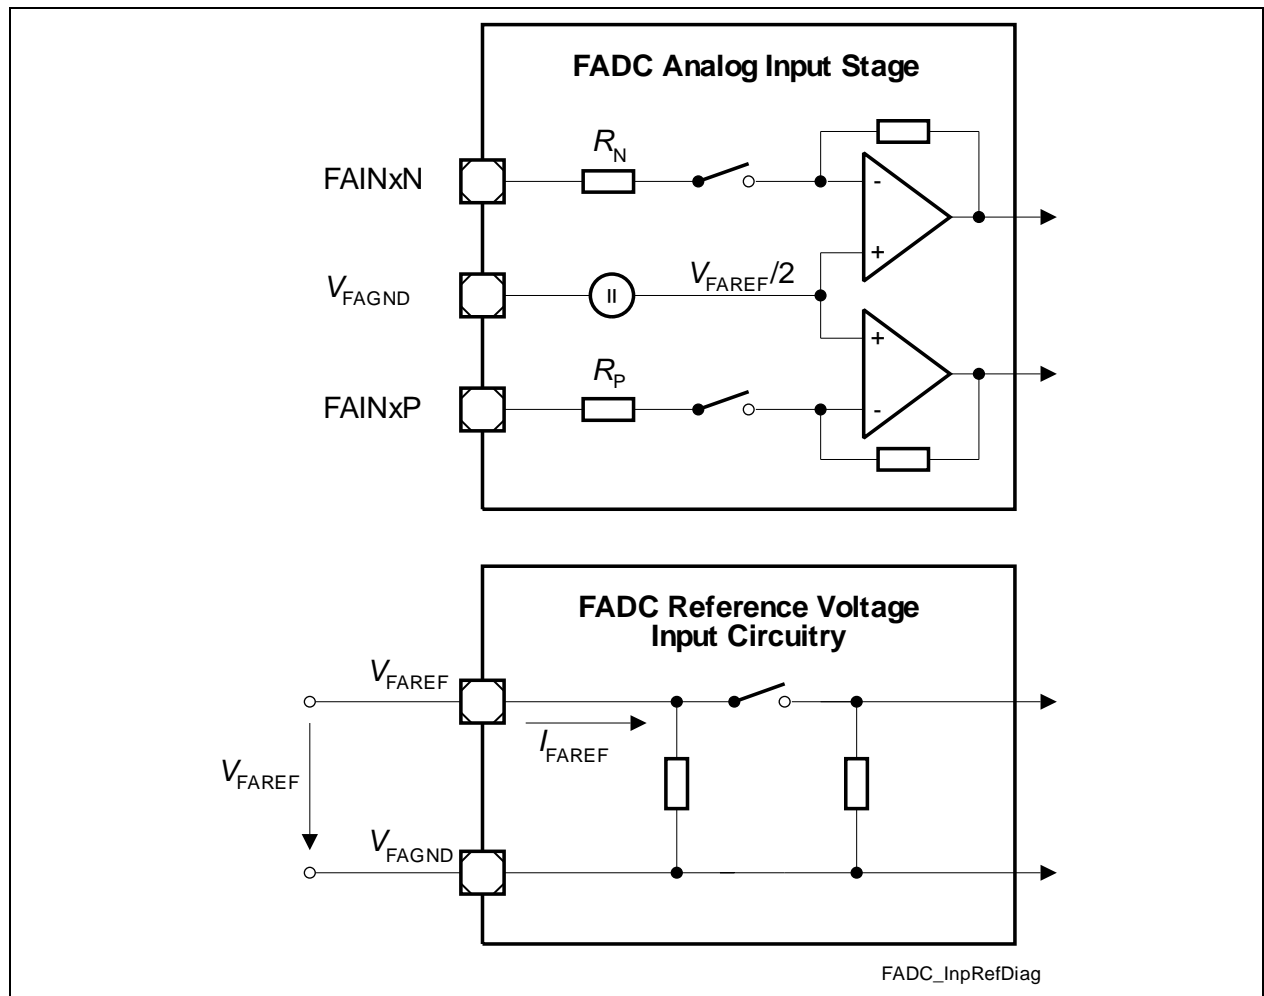 FADC Analog Input Stage
RN
FAINxN
-
+
VFAGND
VFAREF/2
+
RP
FAINxP
-
FADC Reference Voltage
Input Circuitry
VFAREF
IFAREF
VFAREF
VFAGND
FADC_InpRefDiag